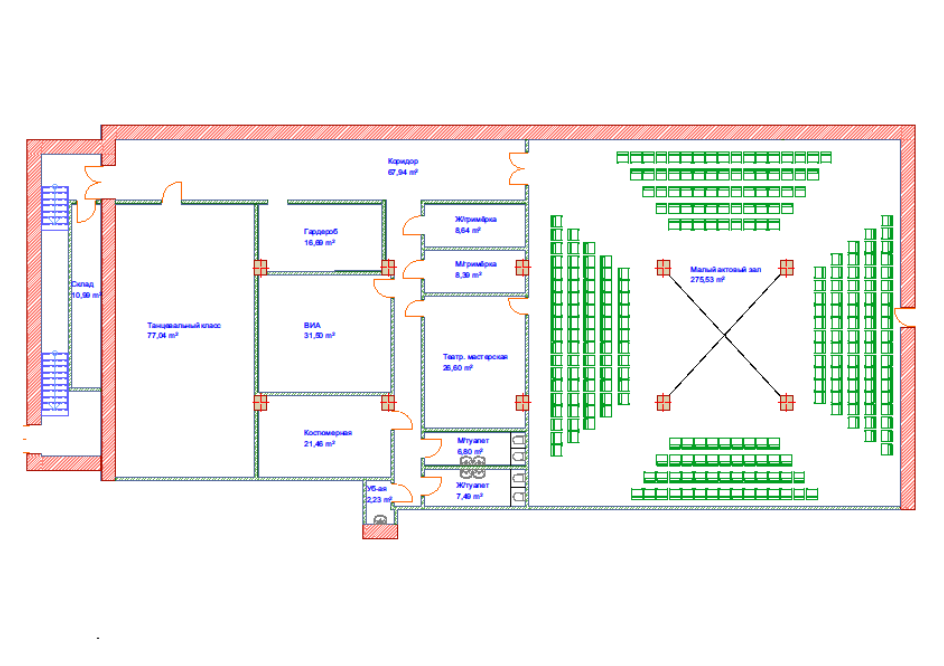 Коридор
67,94 m²
Ж/гримёрка
8,64 m²
Гардероб
16,69 m²
М/гримёрка
8,39 m²
Малый актовый зал
275,53 m²
Склад
10,99 m²
Танцевальный класс
77,04 m²
ВИА
31,50 m²
Театр. мастерская
26,60 m²
Костюмерная
21,46 m²
М/туалет
6,80 m²
Ж/туалет
7,49 m²
Уб-ая
2,23 m²